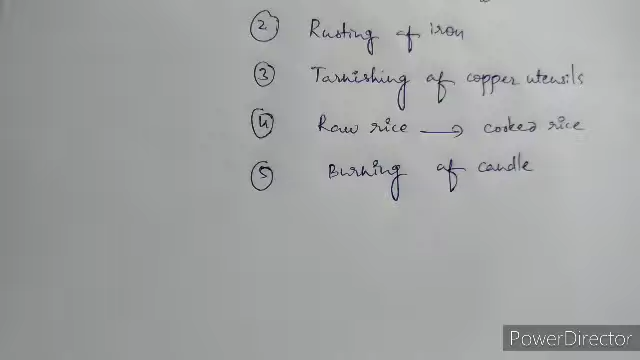 ② Rusting of iron
③ Tarnishing of copper utensils
④ Raw rice → cooked rice
⑤ Burning of candle
PowerDirector